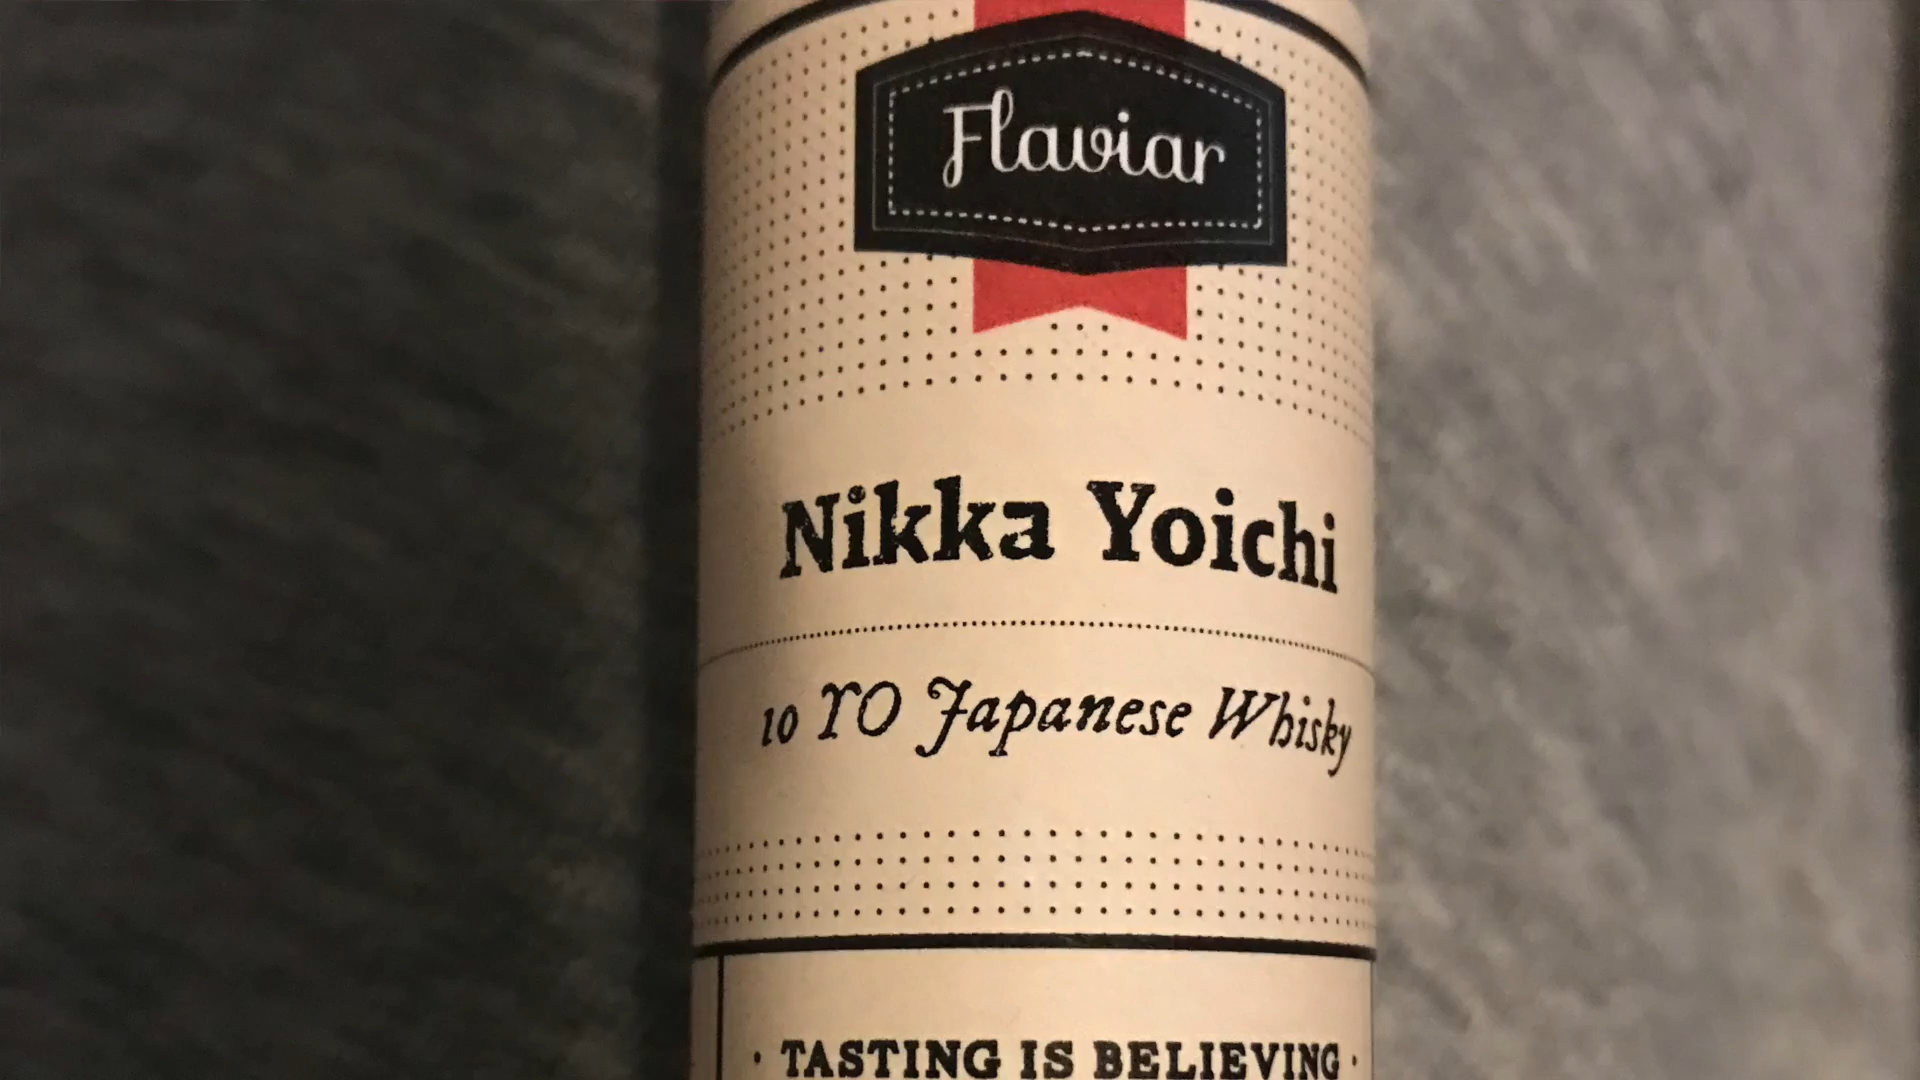 Flaviar
Nikka Yoichi
10 YO Japanese Whisky
· TASTING IS BELIEVING ·